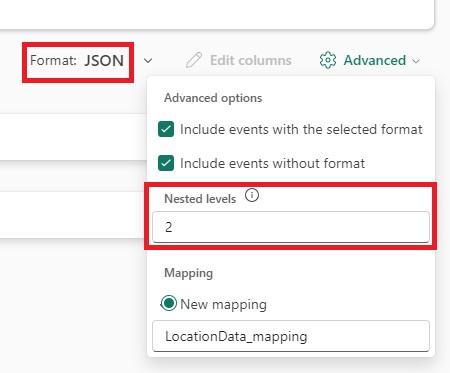 Format: JSON
Edit columns
Advanced
Advanced options
Include events with the selected format
Include events without format
Nested levels
2
Mapping
New mapping
LocationData_mapping